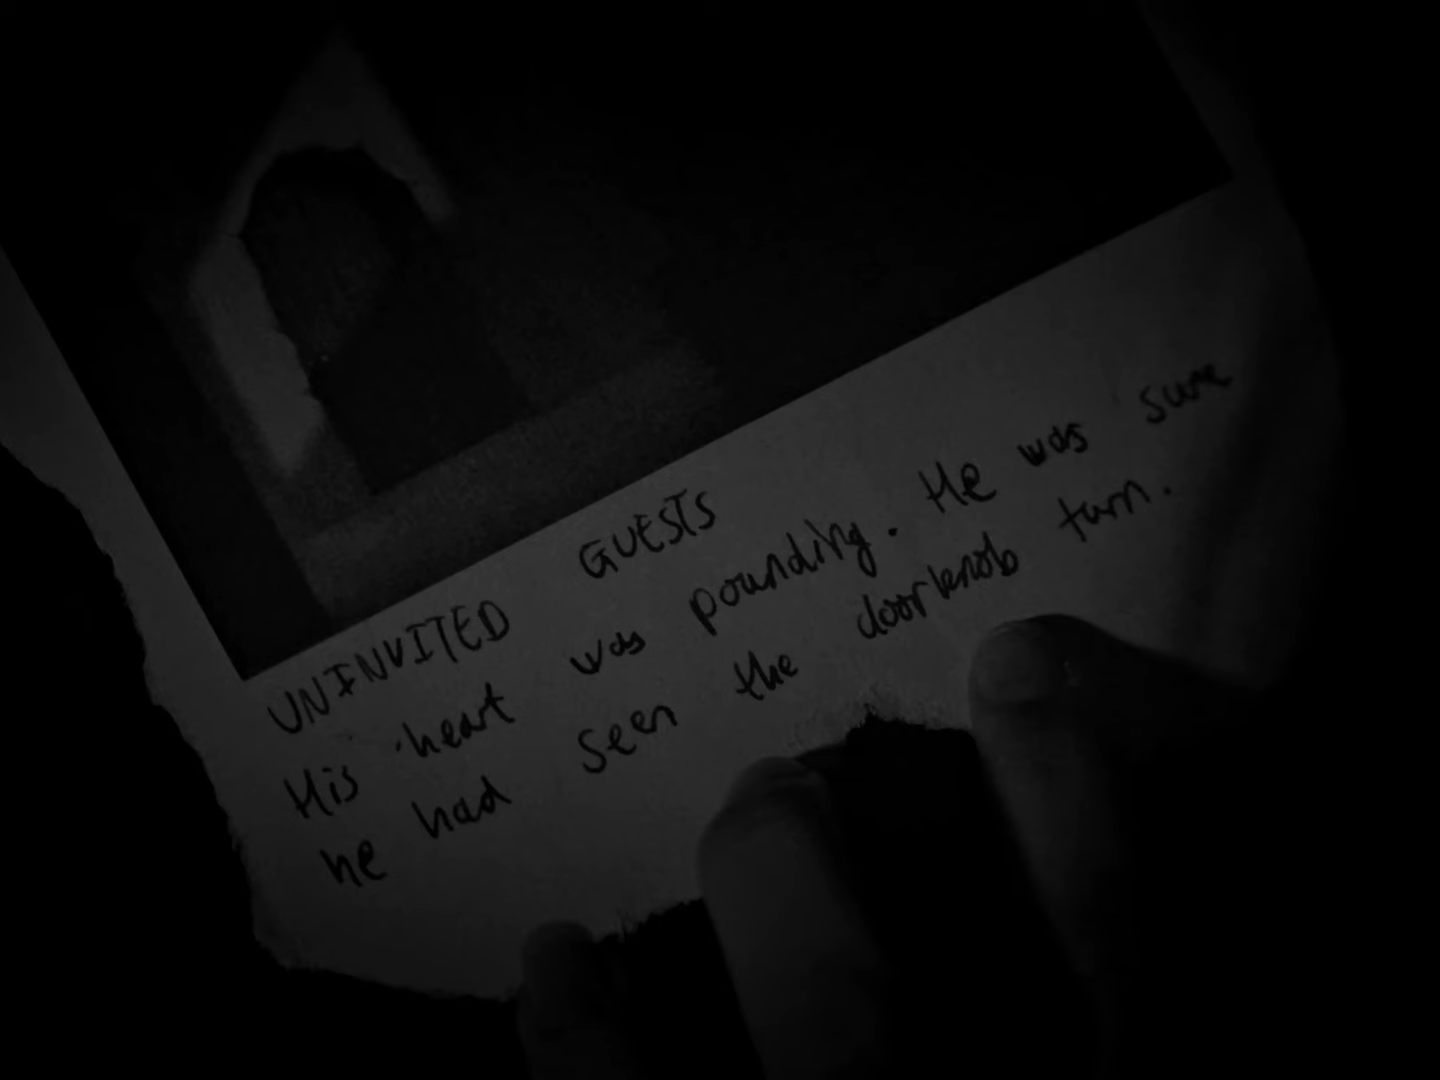 UNINVITED GUESTS
His heart was pounding. He was sure
he had seen the doorknob turn.